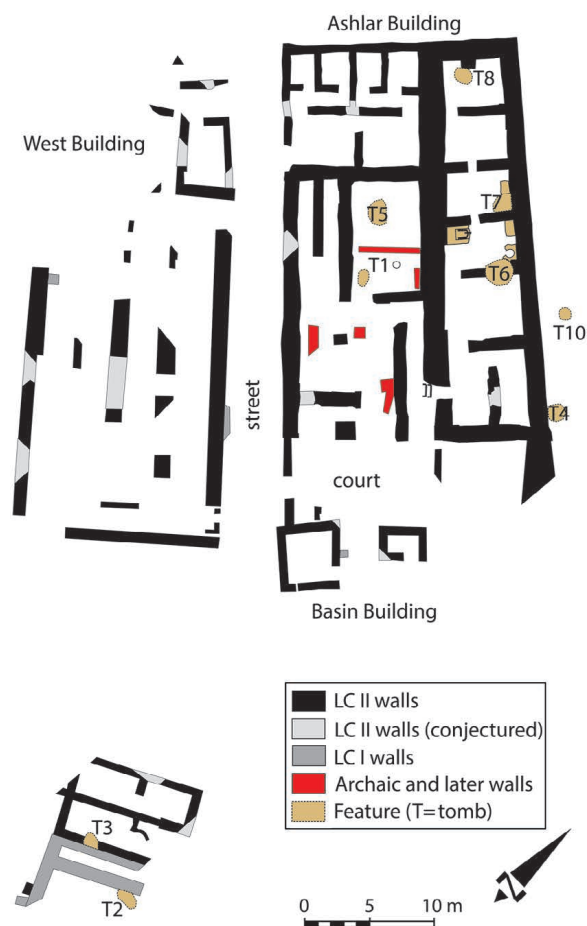 Ashlar Building
T8
West Building
T7
T5
T1
T6
T10
T4
street
court
Basin Building
LC II walls
LC II walls (conjectured)
LC I walls
Archaic and later walls
Feature (T=tomb)
T3
T2
N
0 5 10 m